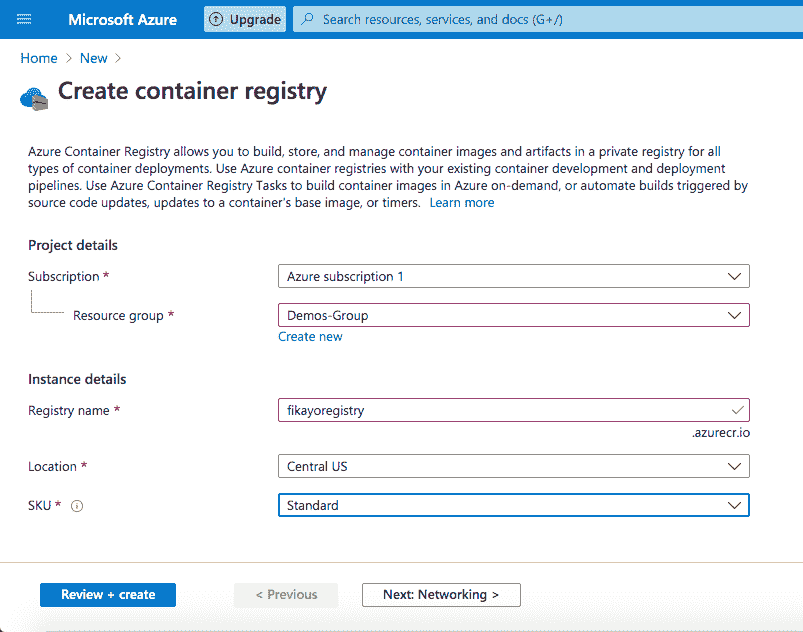 Microsoft Azure
Upgrade
Search resources, services, and docs (G+/)
Home > New >
Create container registry
Azure Container Registry allows you to build, store, and manage container images and artifacts in a private registry for all
types of container deployments. Use Azure container registries with your existing container development and deployment
pipelines. Use Azure Container Registry Tasks to build container images in Azure on-demand, or automate builds triggered by
source code updates, updates to a container's base image, or timers. Learn more
Project details
Subscription *
Azure subscription 1
Resource group *
Demos-Group
Create new
Instance details
Registry name *
fikayoregistry
.azurecr.io
Location *
Central US
SKU *
Standard
Review + create
< Previous
Next: Networking >